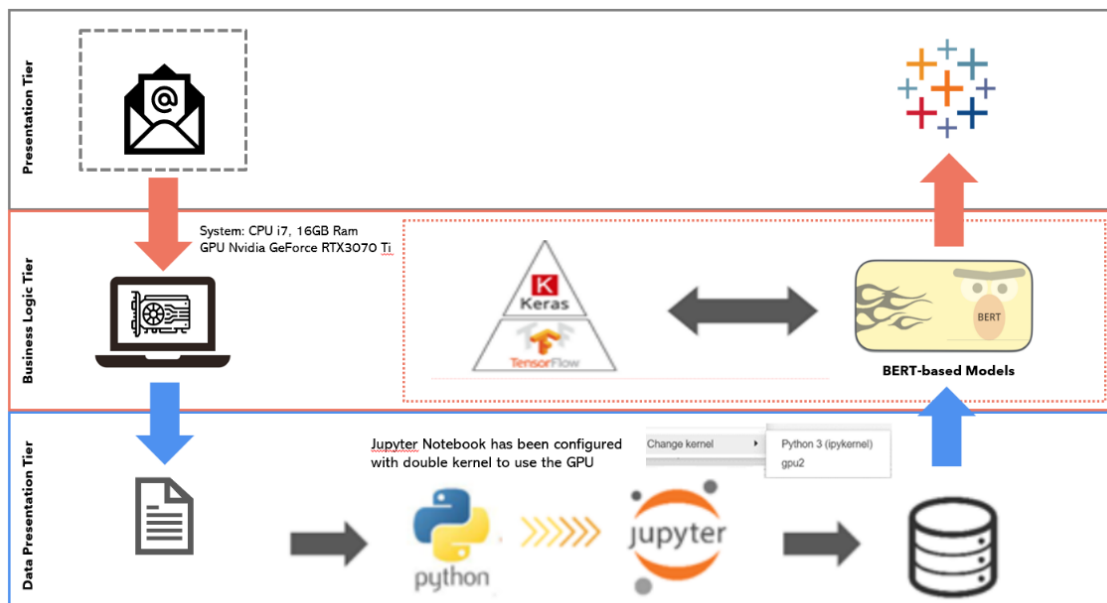 Presentation Tier
@
System: CPU i7, 16GB Ram
GPU Nvidia GeForce RTX3070 Ti
Business Logic Tier
K
Keras
TensorFlow
BERT
BERT-based Models
Data Presentation Tier
Jupyter Notebook has been configured
with double kernel to use the GPU
Change kernel
Python 3 (ipykernel)
gpu2
python
jupyter